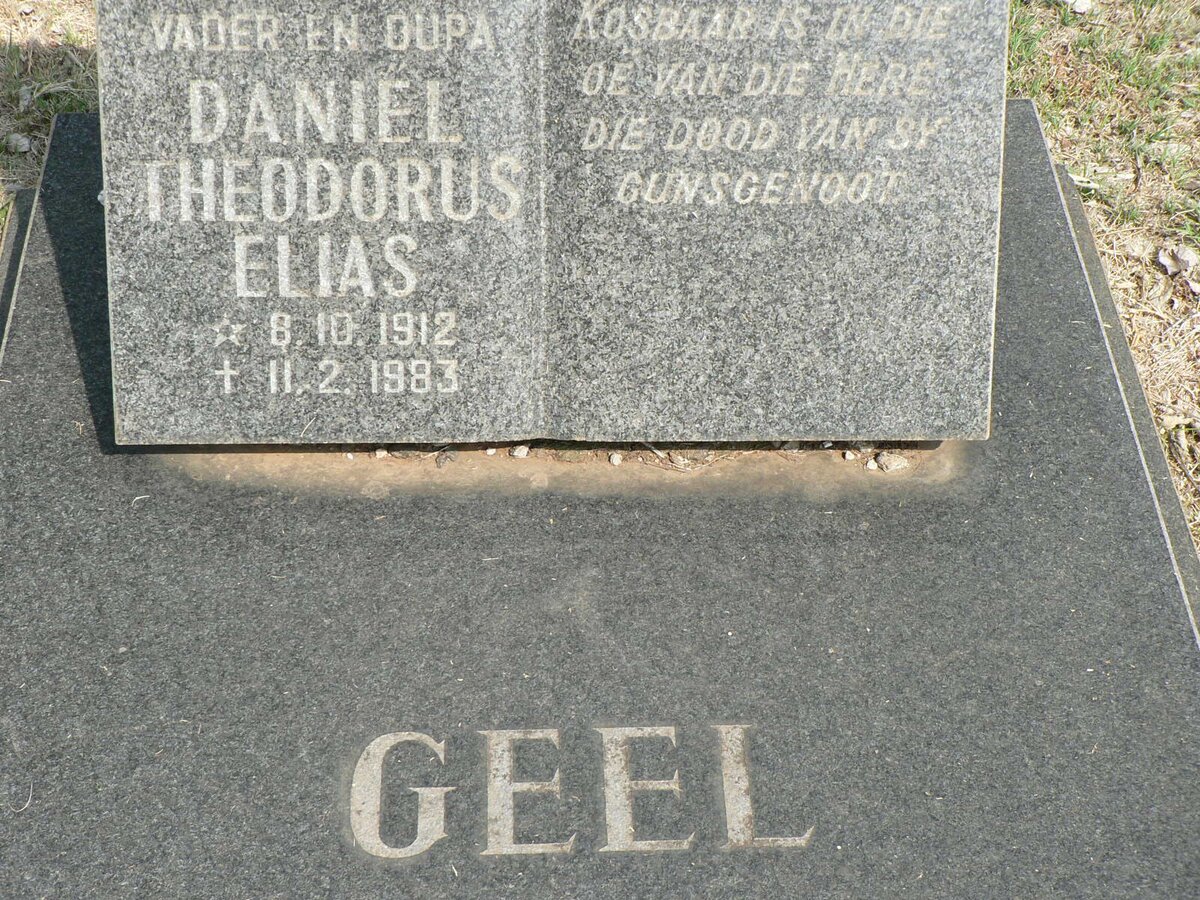 VADER EN OUPA
DANIËL
THEODORUS
ELIAS
☆ 8.10.1912
✝ 11.2.1983
KOSBAAR IS IN DIE
OË VAN DIE HERE
DIE DOOD VAN SY
GUNSGENOOT.
GEEL